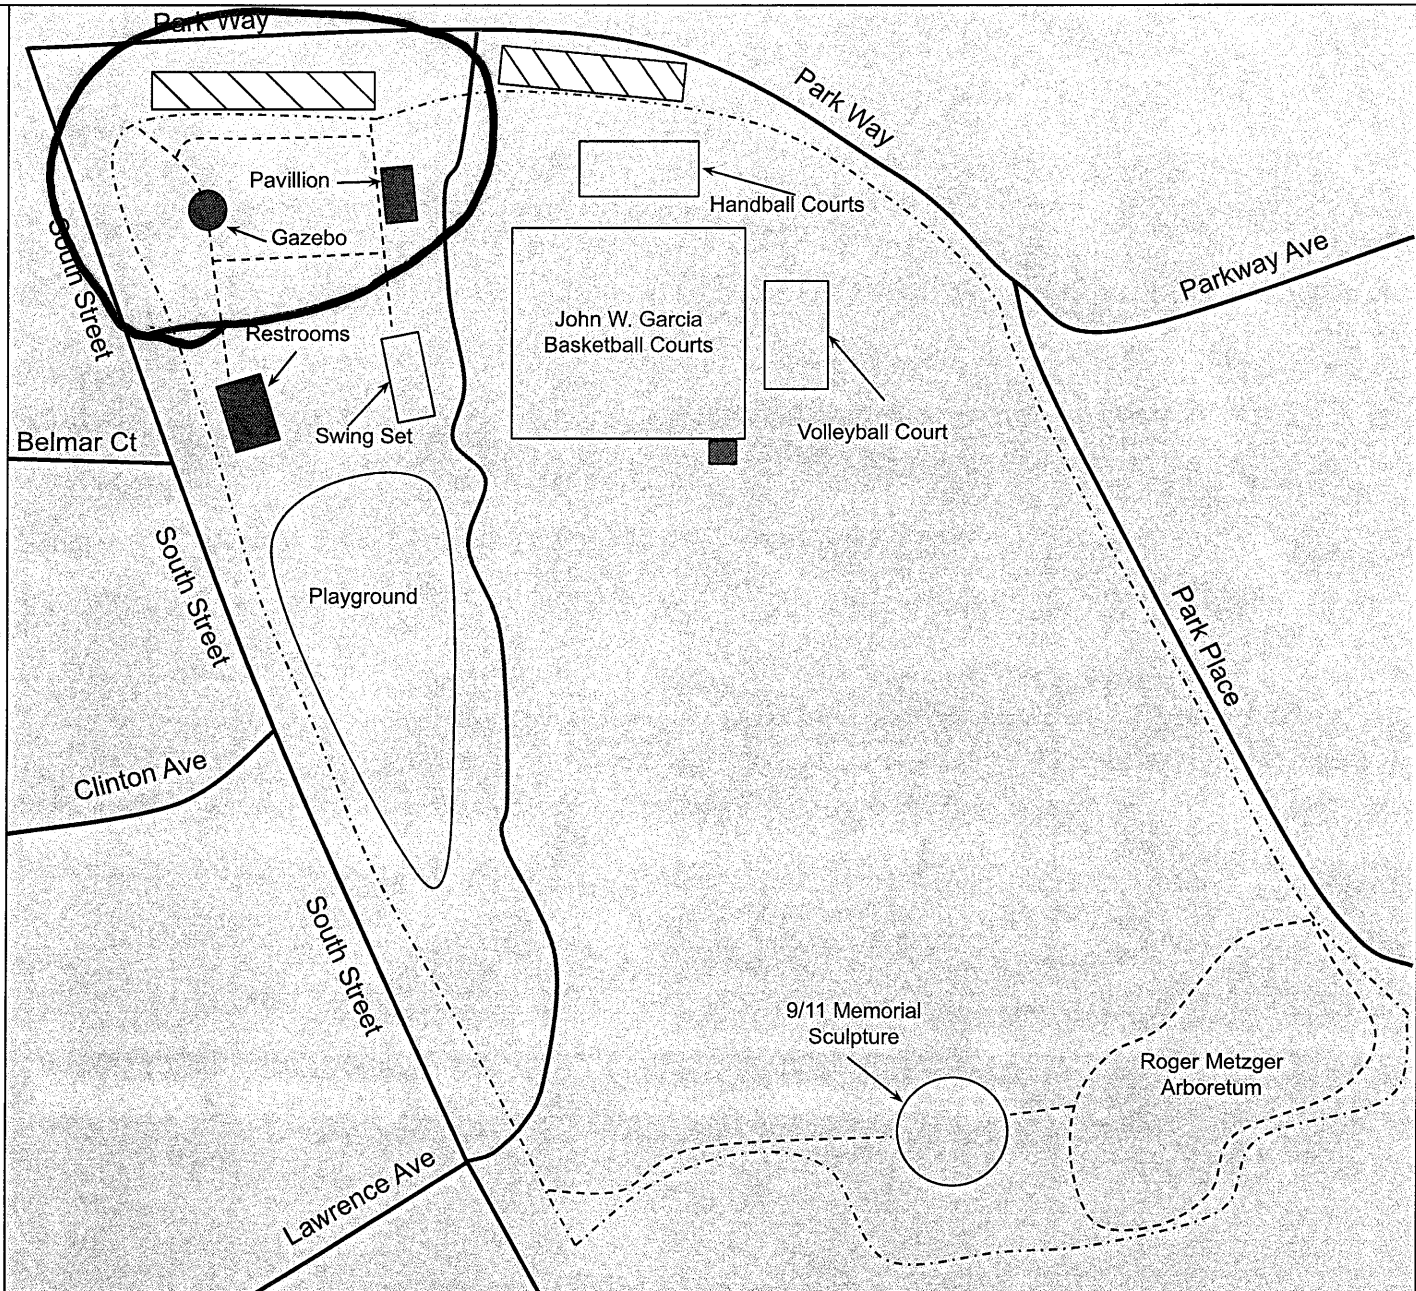 Park Way
Park Way
Pavillion
Handball Courts
Gazebo
South Street
Parkway Ave
John W. Garcia
Basketball Courts
Restrooms
Swing Set
Volleyball Court
Belmar Ct
South Street
Playground
Park Place
Clinton Ave
South Street
9/11 Memorial
Sculpture
Roger Metzger
Arboretum
Lawrence Ave